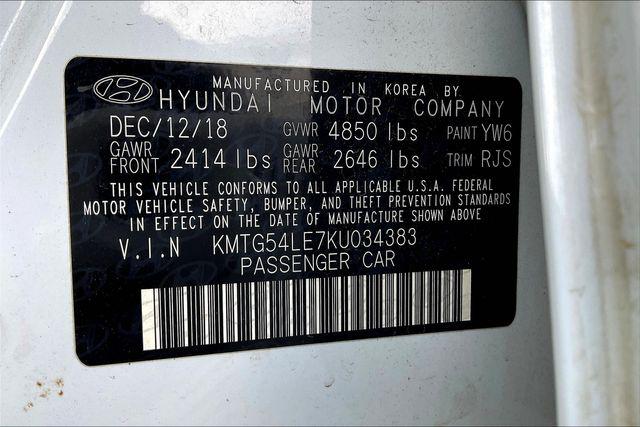 MANUFACTURED IN KOREA BY
HYUNDAI MOTOR COMPANY
DEC/12/18 GVWR 4850 lbs PAINT YW6
GAWR FRONT 2414 lbs GAWR REAR 2646 lbs TRIM RJS
THIS VEHICLE CONFORMS TO ALL APPLICABLE U.S.A. FEDERAL
MOTOR VEHICLE SAFETY, BUMPER, AND THEFT PREVENTION STANDARDS
IN EFFECT ON THE DATE OF MANUFACTURE SHOWN ABOVE
V.I.N KMTG54LE7KU034383
PASSENGER CAR